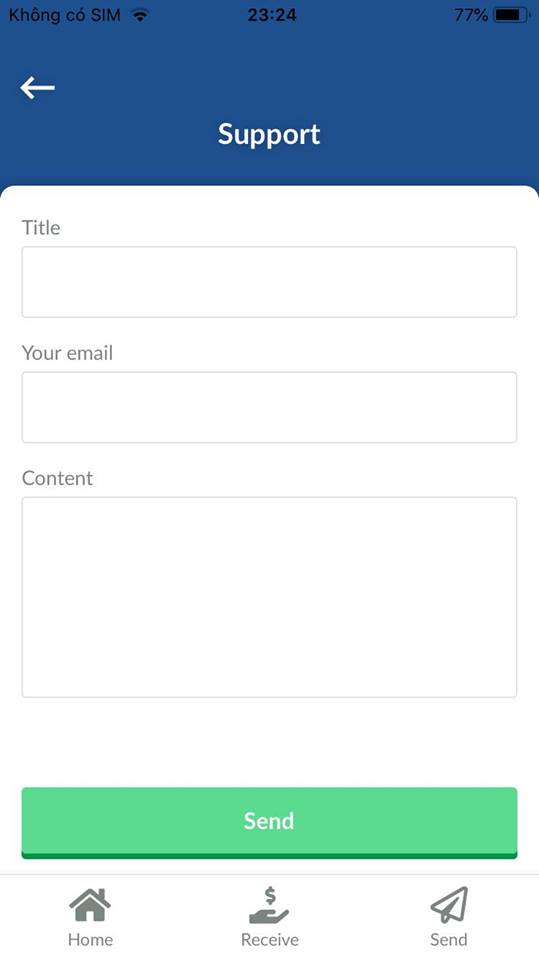 Không có SIM 23:24 77%
Support
Title
Your email
Content
Send
Home Receive Send